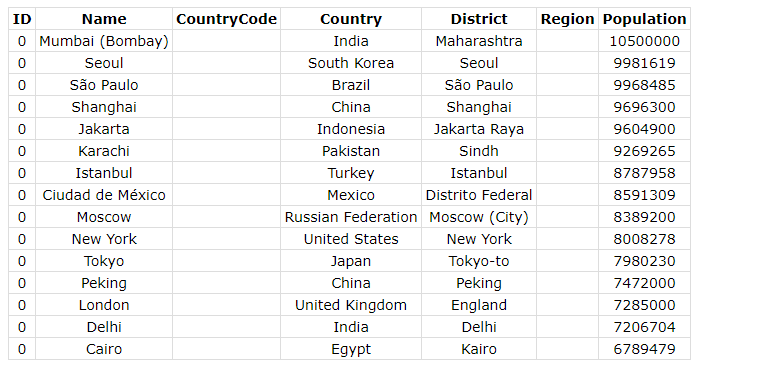 ID Name CountryCode Country District Region Population
0 Mumbai (Bombay) India Maharashtra 10500000
0 Seoul South Korea Seoul 9981619
0 São Paulo Brazil São Paulo 9968485
0 Shanghai China Shanghai 9696300
0 Jakarta Indonesia Jakarta Raya 9604900
0 Karachi Pakistan Sindh 9269265
0 Istanbul Turkey Istanbul 8787958
0 Ciudad de México Mexico Distrito Federal 8591309
0 Moscow Russian Federation Moscow (City) 8389200
0 New York United States New York 8008278
0 Tokyo Japan Tokyo-to 7980230
0 Peking China Peking 7472000
0 London United Kingdom England 7285000
0 Delhi India Delhi 7206704
0 Cairo Egypt Kairo 6789479